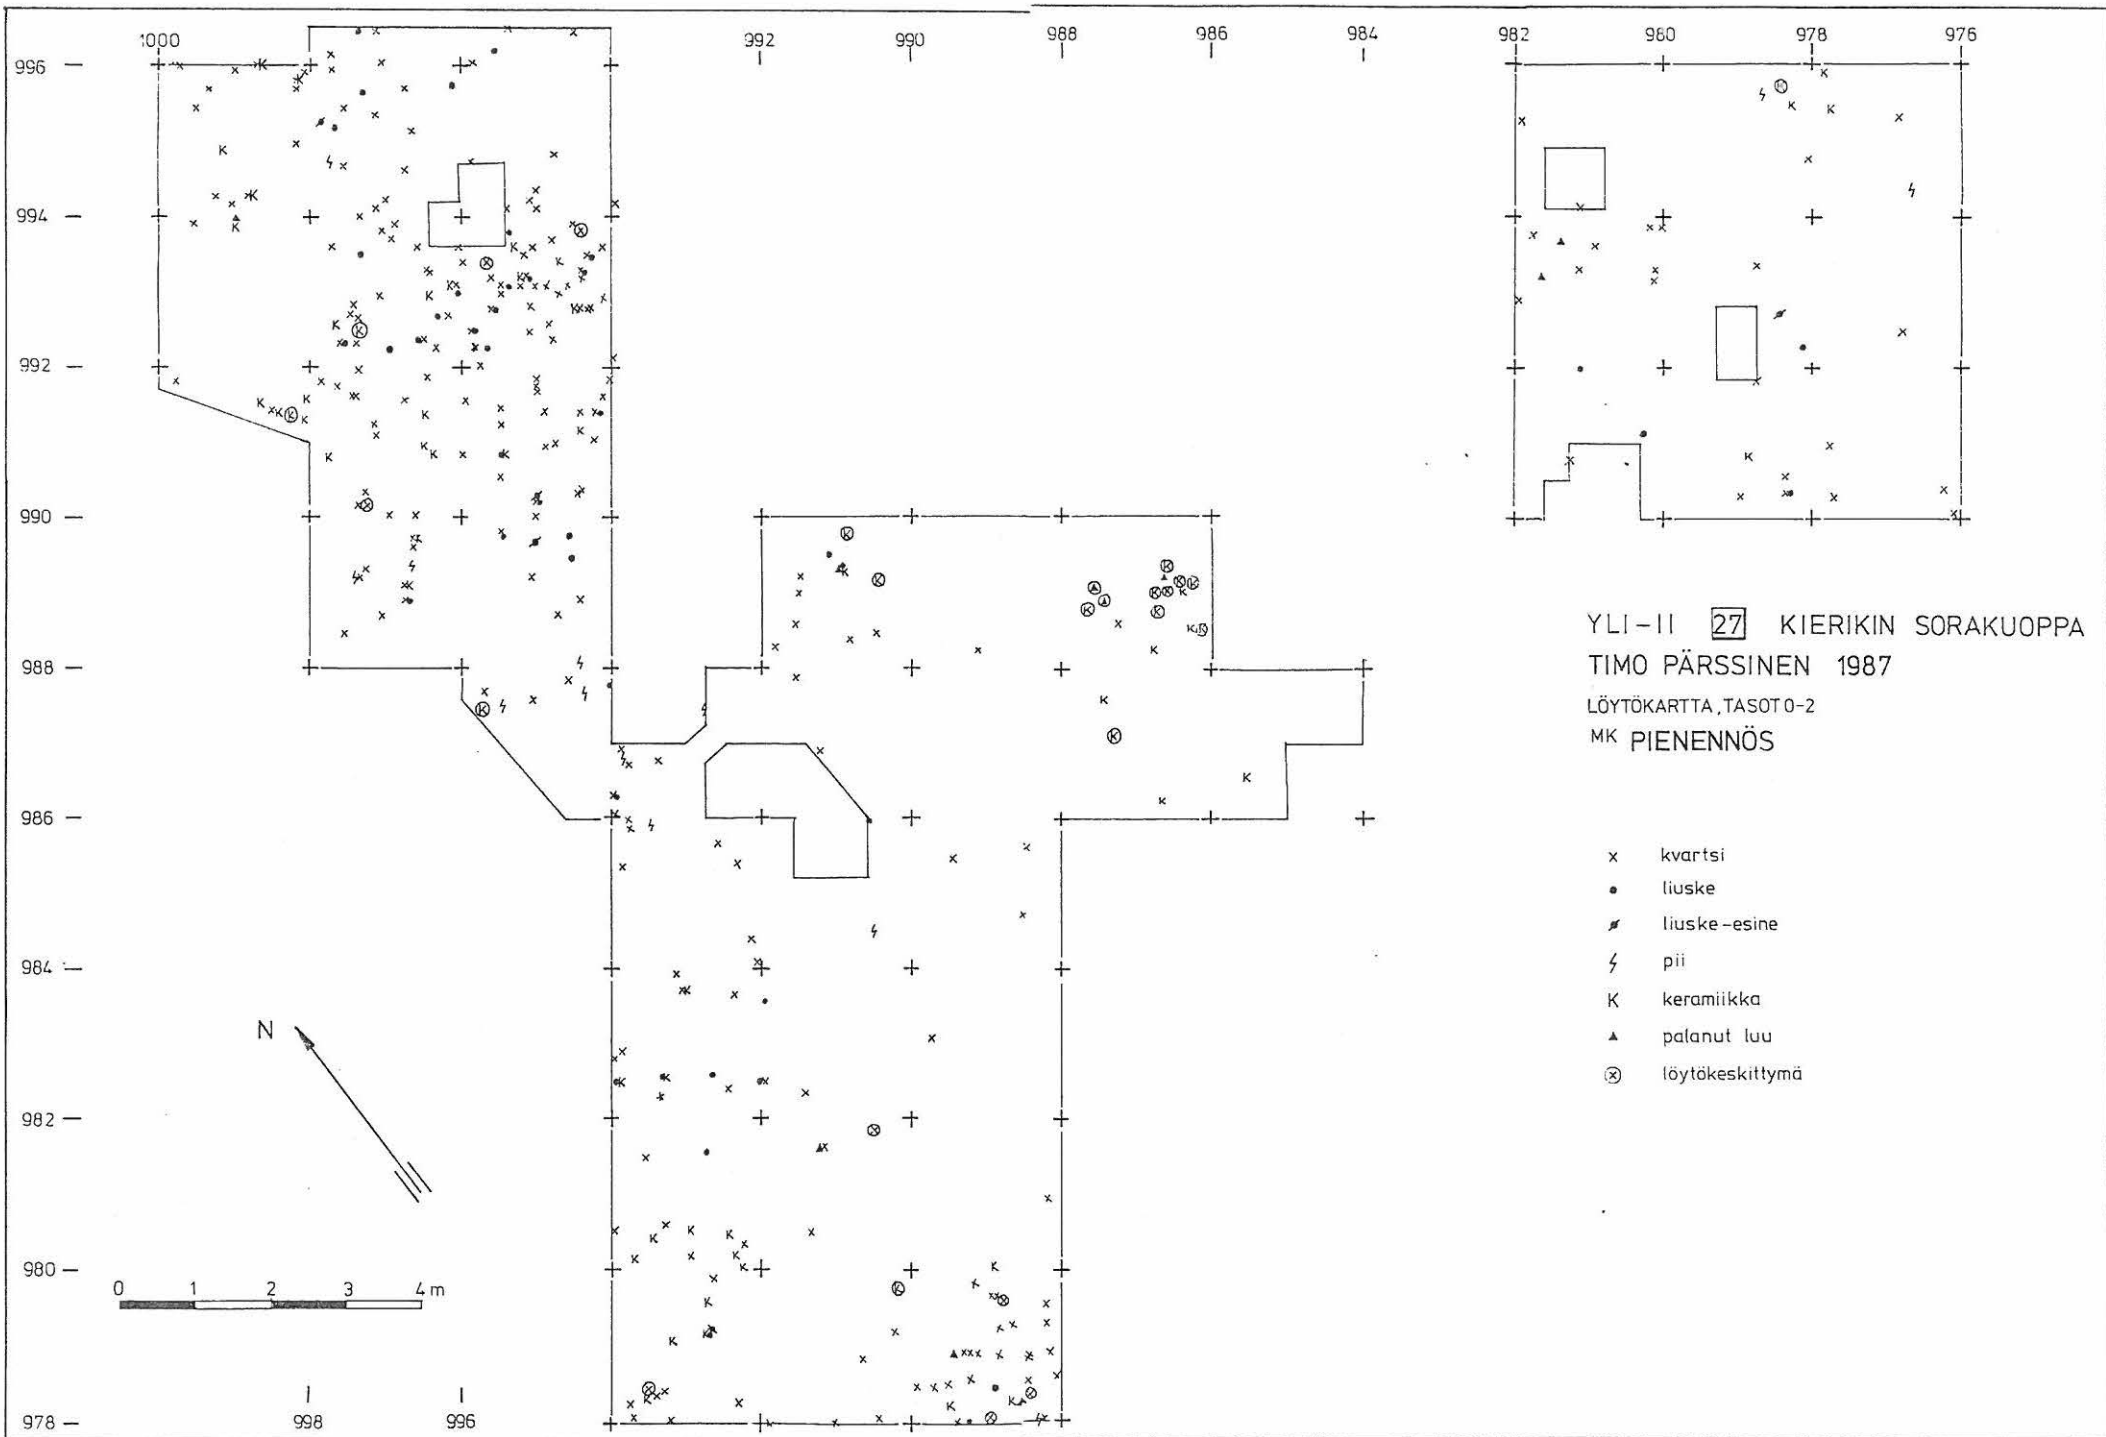 1000 992 990 988 986 984 982 980 978 976
996
994
992
990
988
986
984
982
980
978
998 996
N
0 1 2 3 4 m
YLI-II 27 KIERIKIN SORAKUOPPA
TIMO PÄRSSINEN 1987
LÖYTÖKARTTA, TASOT 0-2
MK PIENENNÖS
x kvartsi
liuske
liuske-esine
pii
K keramiikka
palanut luu
löytökeskittymä